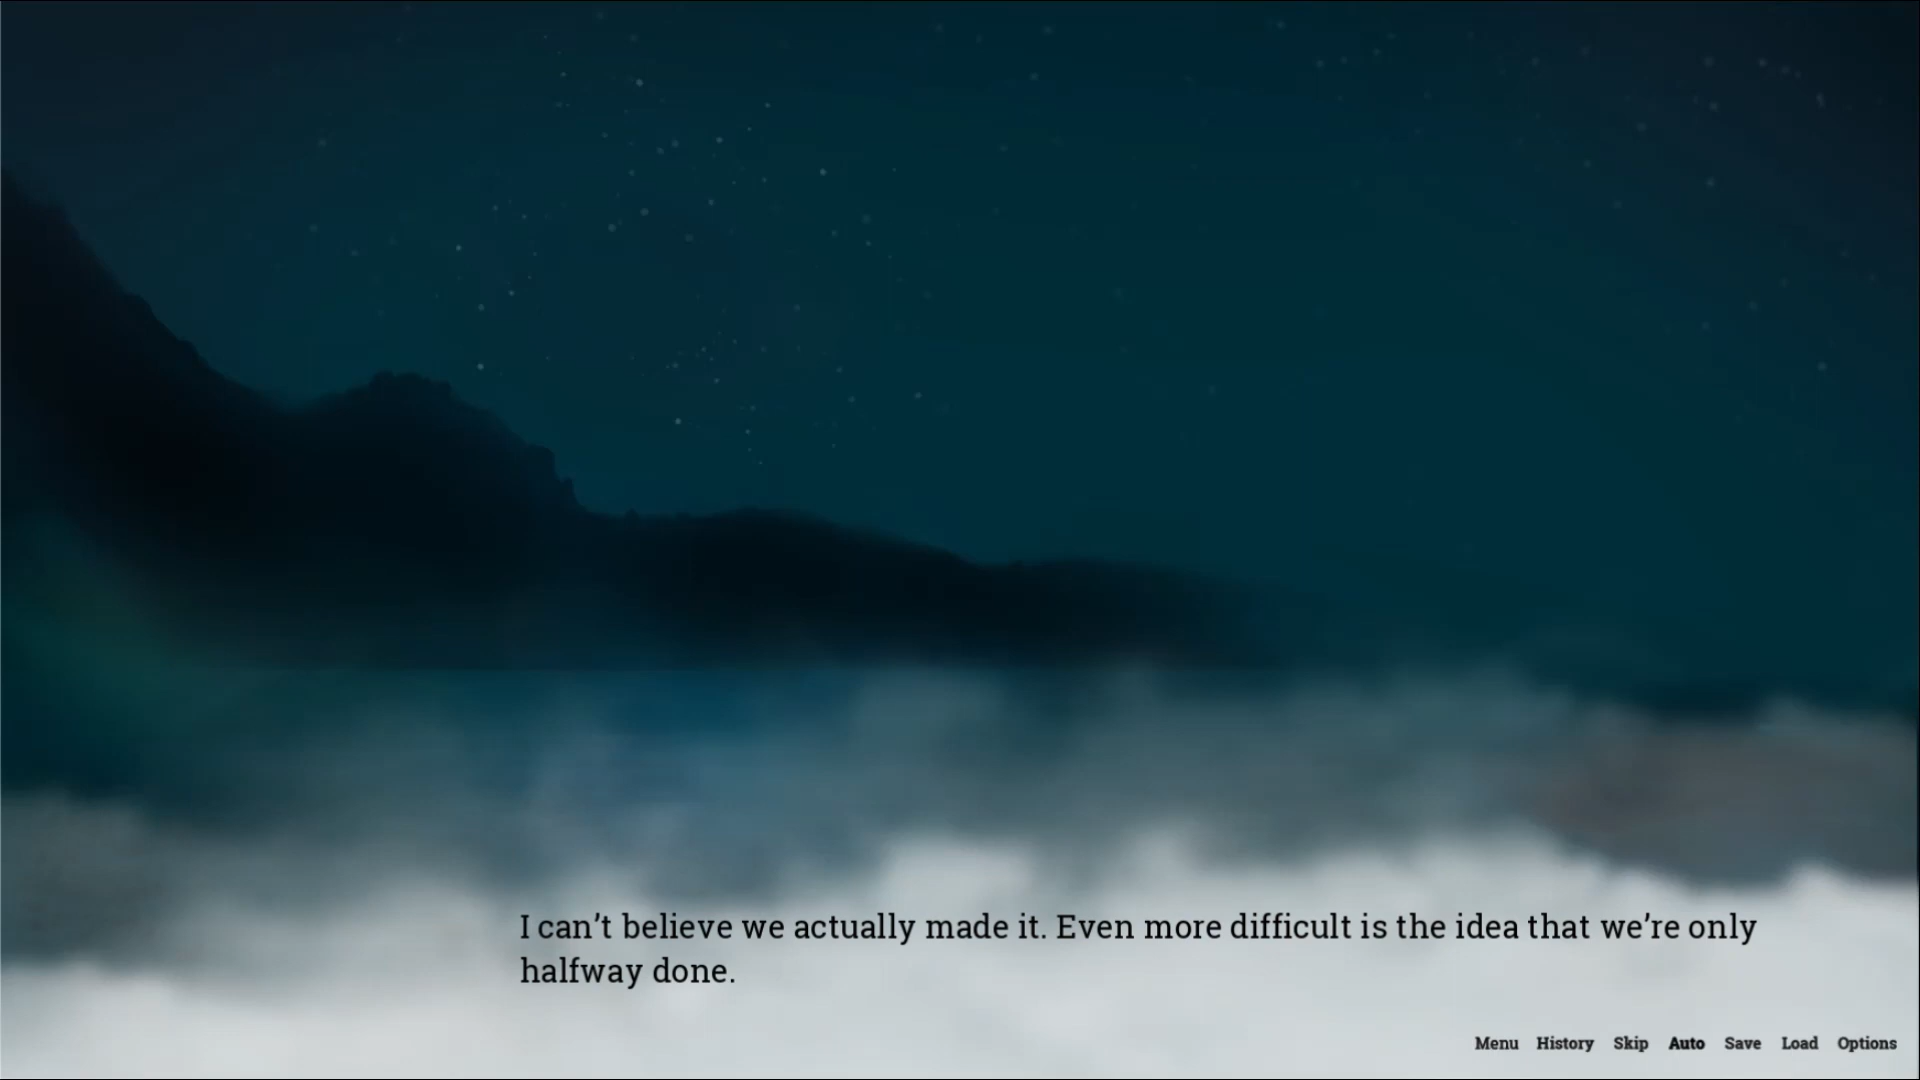 I can’t believe we actually made it. Even more difficult is the idea that we’re only
halfway done.
Menu History Skip Auto Save Load Options